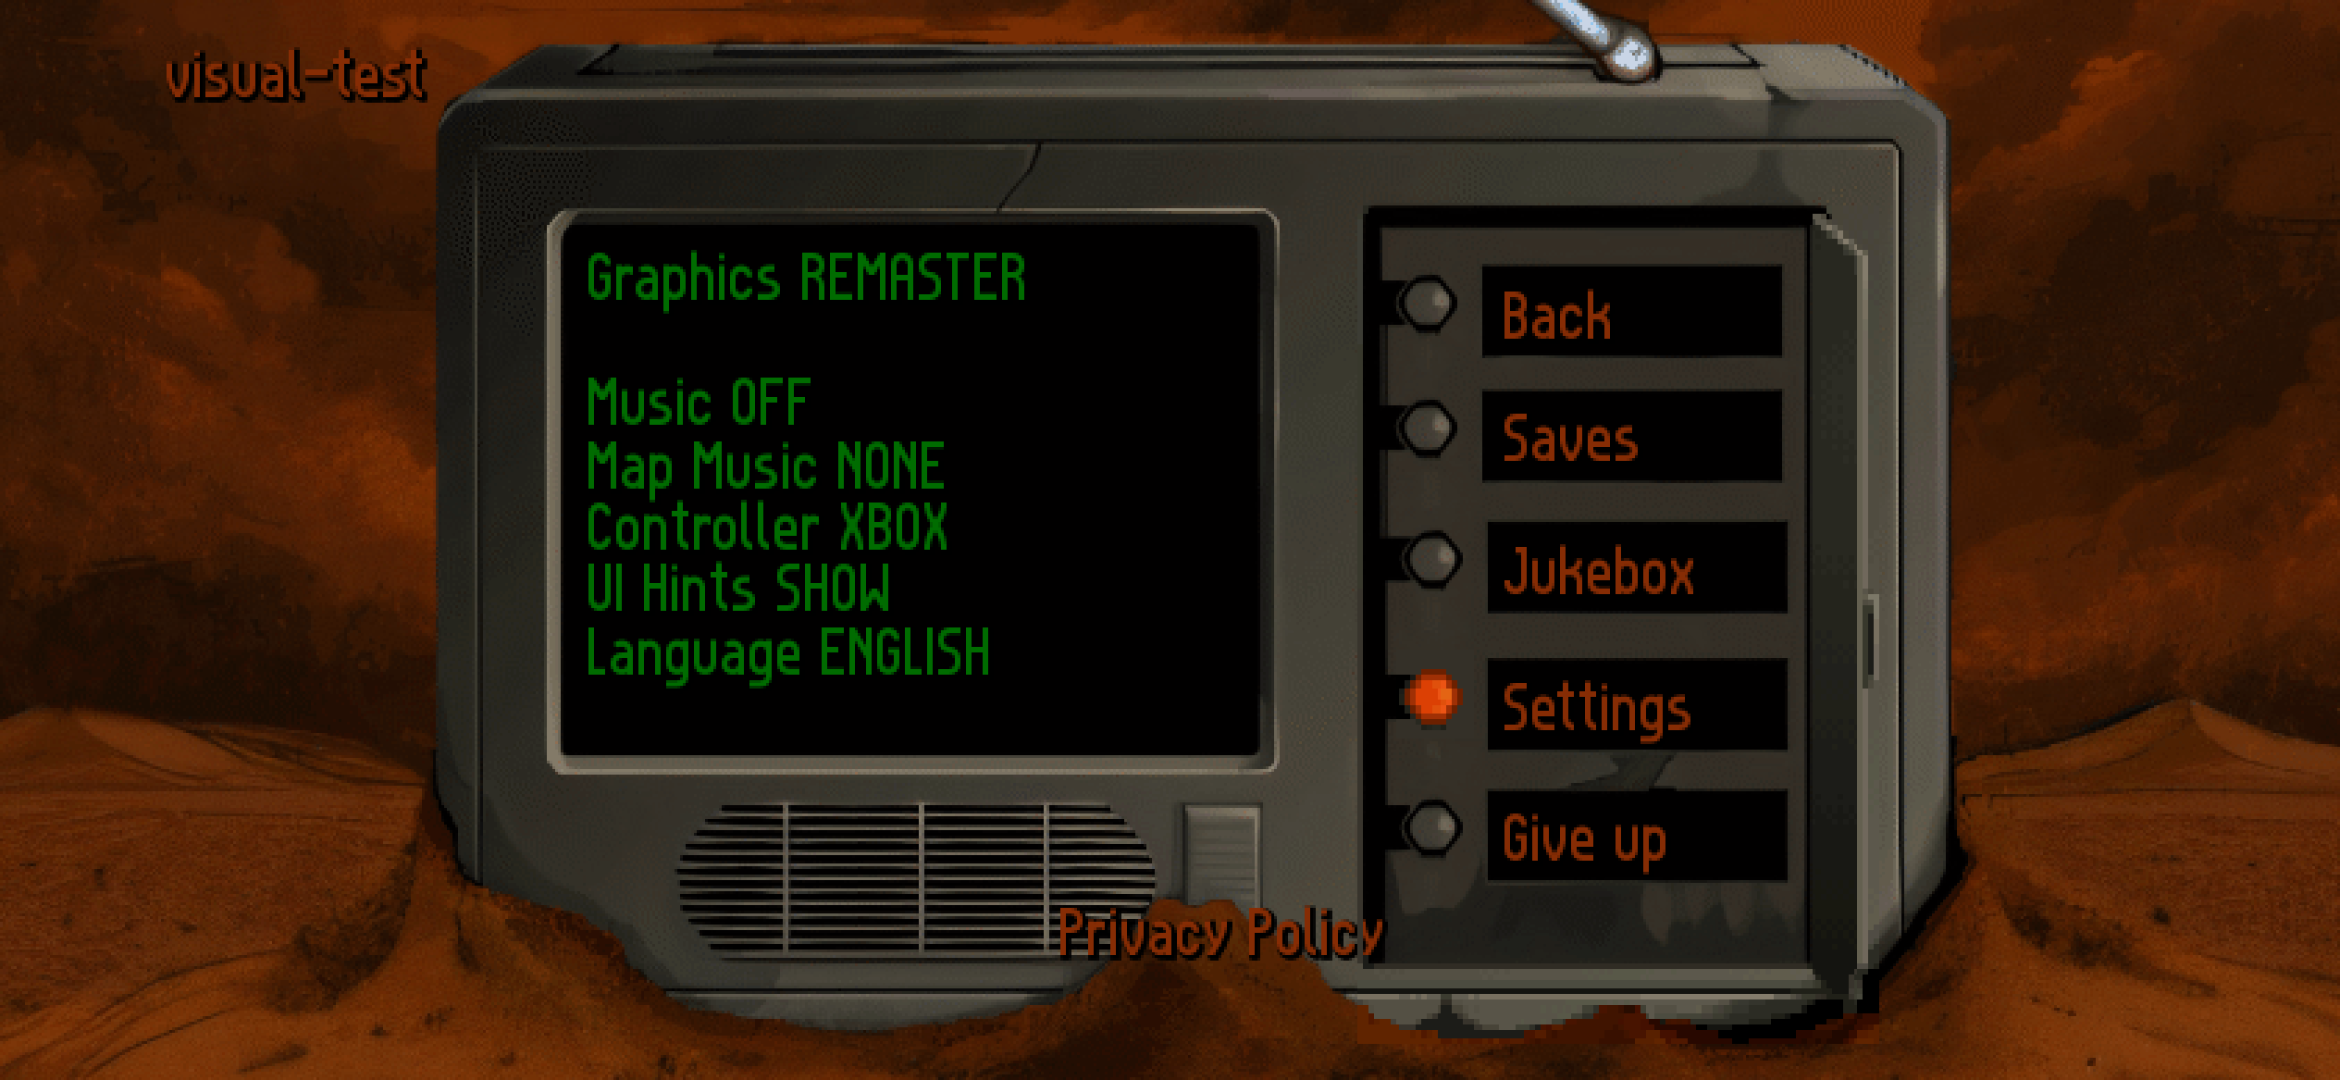 visual-test
Graphics REMASTER
Music OFF
Map Music NONE
Controller XBOX
UI Hints SHOW
Language ENGLISH
Back
Saves
Jukebox
Settings
Give up
Privacy Policy